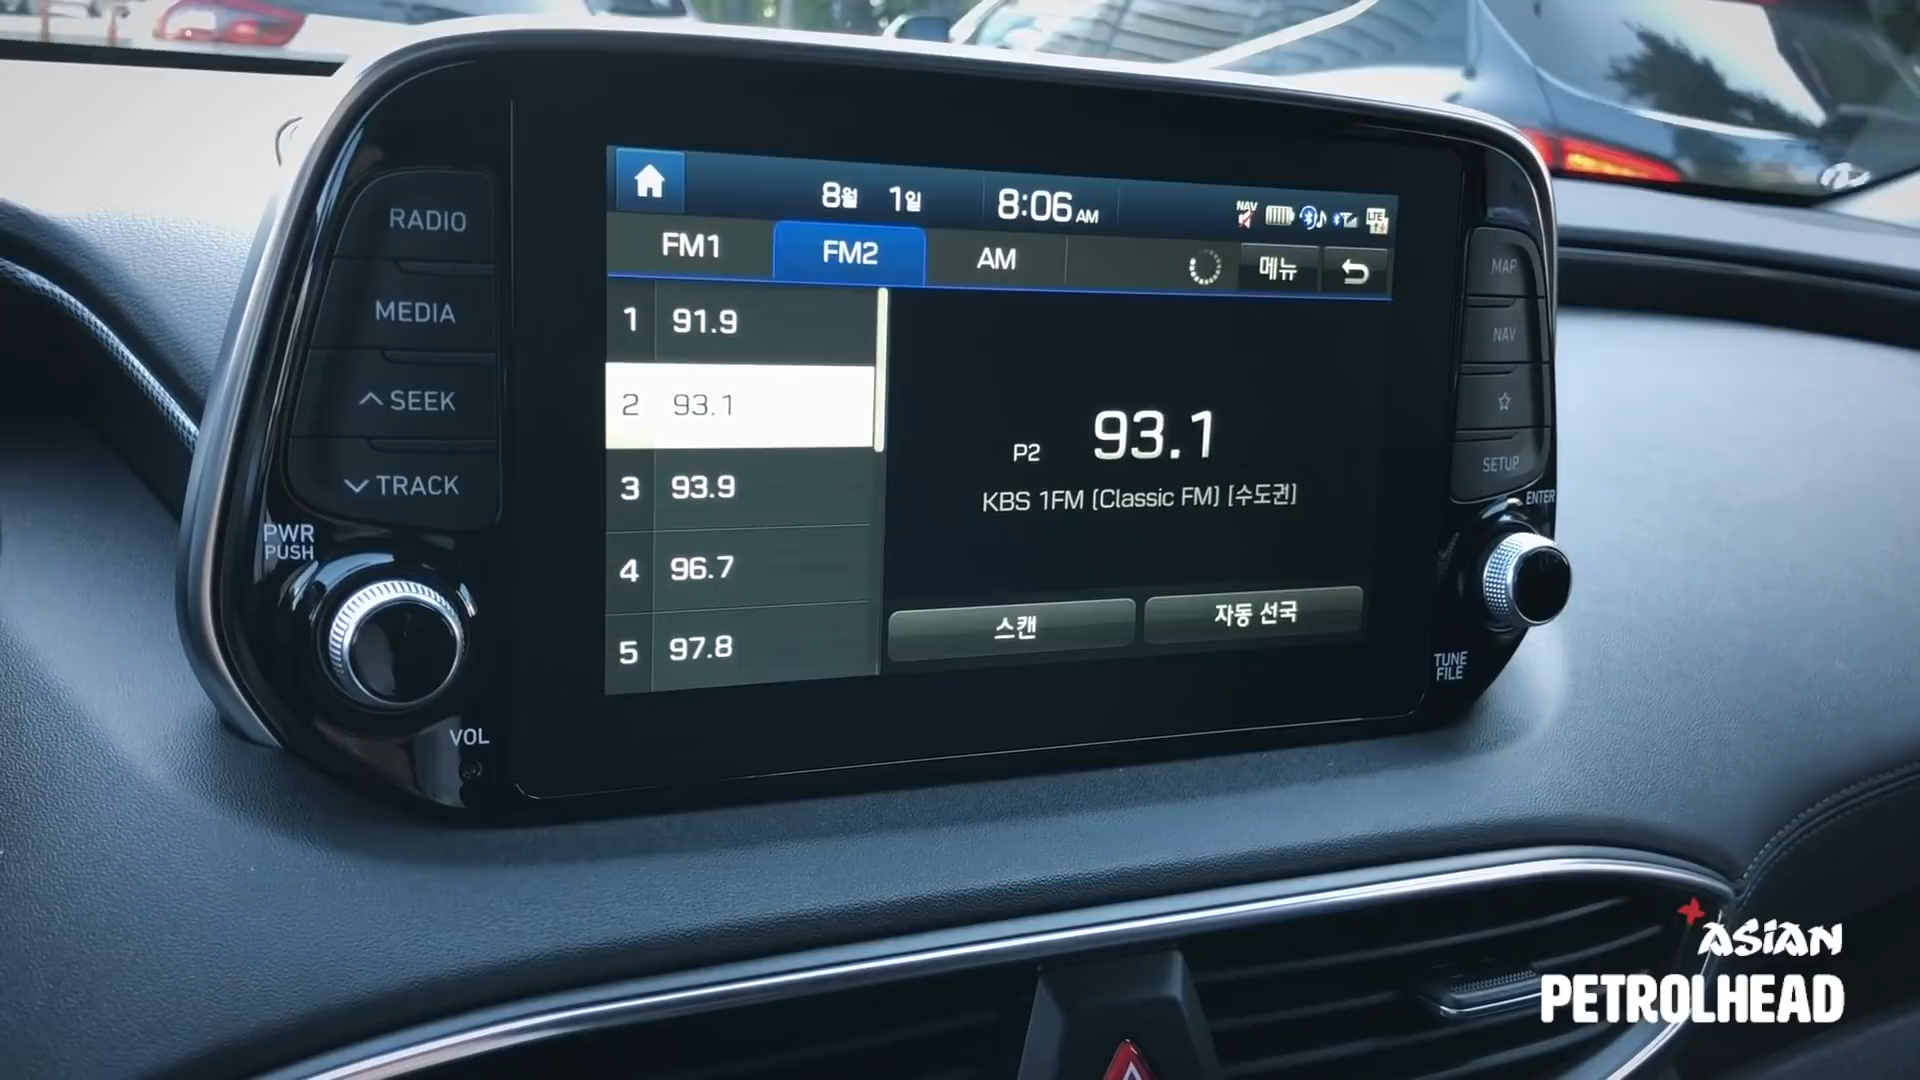 RADIO
MEDIA
SEEK
TRACK
PWR
PUSH
VOL
8월 1일 8:06 AM
NAV
LTE
FM1 FM2 AM 메뉴
1 91.9
2 93.1
3 93.9
4 96.7
5 97.8
P2 93.1
KBS 1FM (Classic FM) [수도권]
스캔 자동 선국
MAP
NAV
SETUP
ENTER
TUNE
FILE
ASIAN
PETROLHEAD